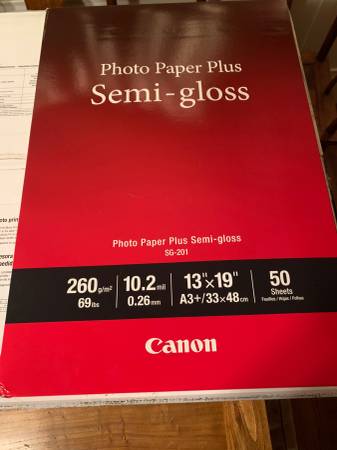 Photo Paper Plus
Semi-gloss
Photo Paper Plus Semi-gloss
SG-201
260 g/m² 10.2 mil 13"×19" 50
69 lbs 0.26 mm A3+/33×48 cm Sheets
Feuilles / Hojas / Folhas
Canon